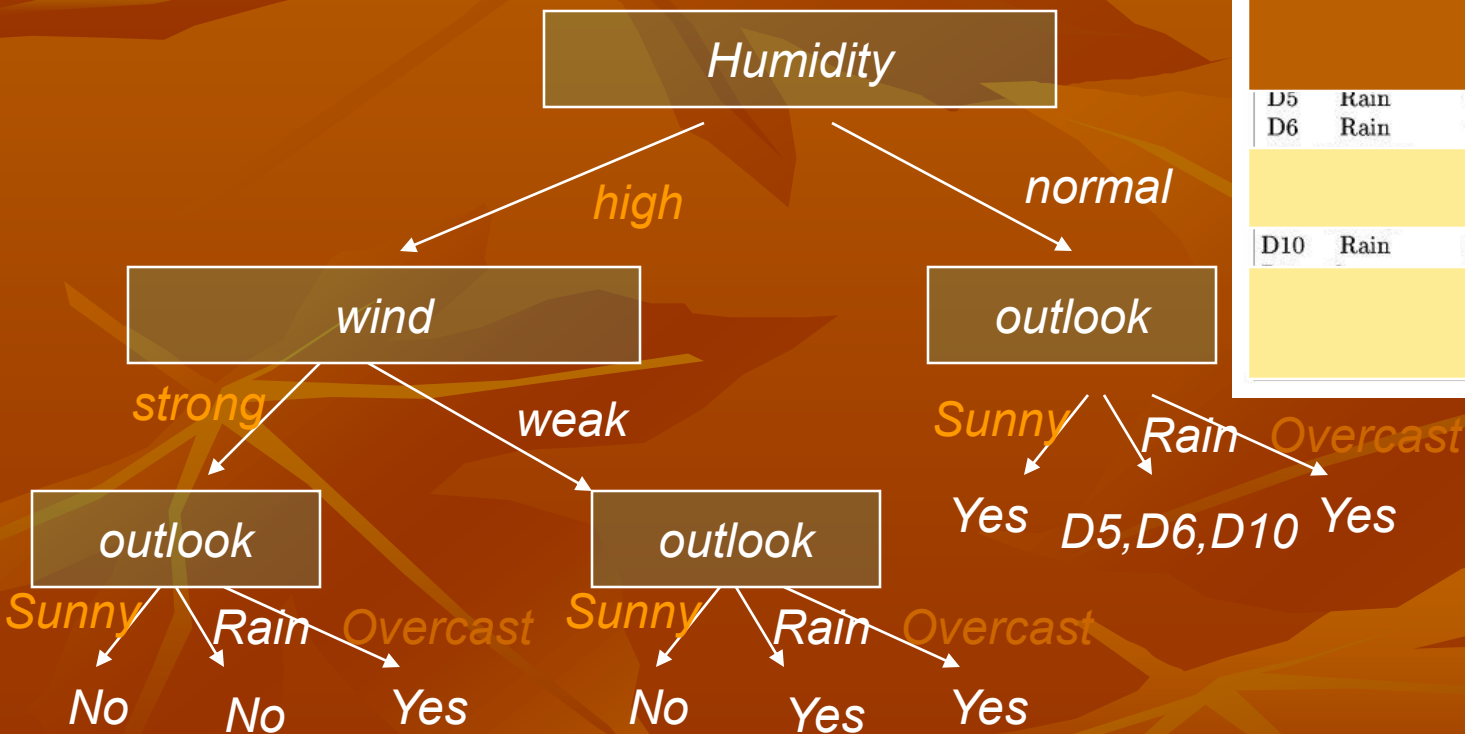 Humidity
D5 Rain
D6 Rain
D10 Rain
high
normal
wind
outlook
strong
weak
Sunny
Rain
Overcast
Yes
D5,D6,D10
Yes
outlook
outlook
Sunny
Rain
Overcast
Sunny
Rain
Overcast
No
No
Yes
No
Yes
Yes